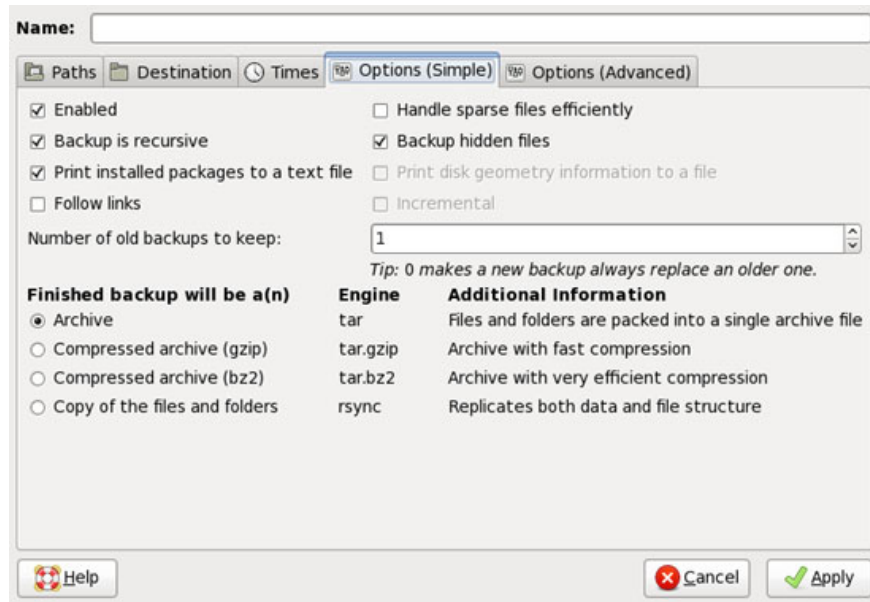 Name:
Paths Destination Times Options (Simple) Options (Advanced)
Enabled Handle sparse files efficiently
Backup is recursive Backup hidden files
Print installed packages to a text file Print disk geometry information to a file
Follow links Incremental
Number of old backups to keep: 1
Tip: 0 makes a new backup always replace an older one.
Finished backup will be a(n) Engine Additional Information
Archive tar Files and folders are packed into a single archive file
Compressed archive (gzip) tar.gzip Archive with fast compression
Compressed archive (bz2) tar.bz2 Archive with very efficient compression
Copy of the files and folders rsync Replicates both data and file structure
Help Cancel Apply